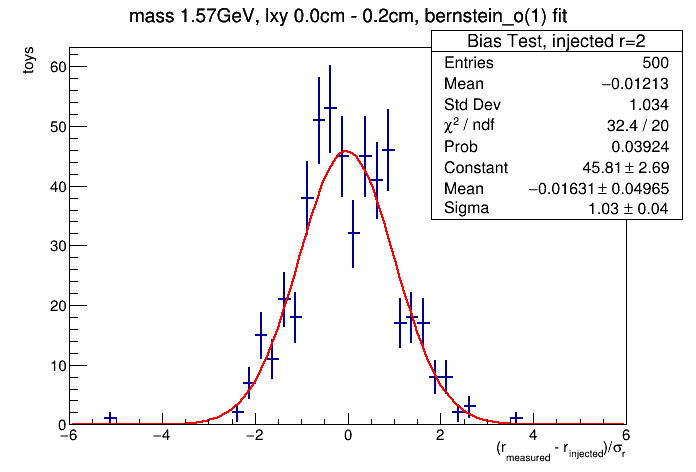 mass 1.57GeV, lxy 0.0cm - 0.2cm, bernstein_o(1) fit
Bias Test, injected r=2
Entries 500
Mean −0.01213
Std Dev 1.034
χ² / ndf 32.4 / 20
Prob 0.03924
Constant 45.81 ± 2.69
Mean −0.01631 ± 0.04965
Sigma 1.03 ± 0.04
toys
60
50
40
30
20
10
0
−6 −4 −2 0 2 4 6
(r_measured - r_injected)/σ_r